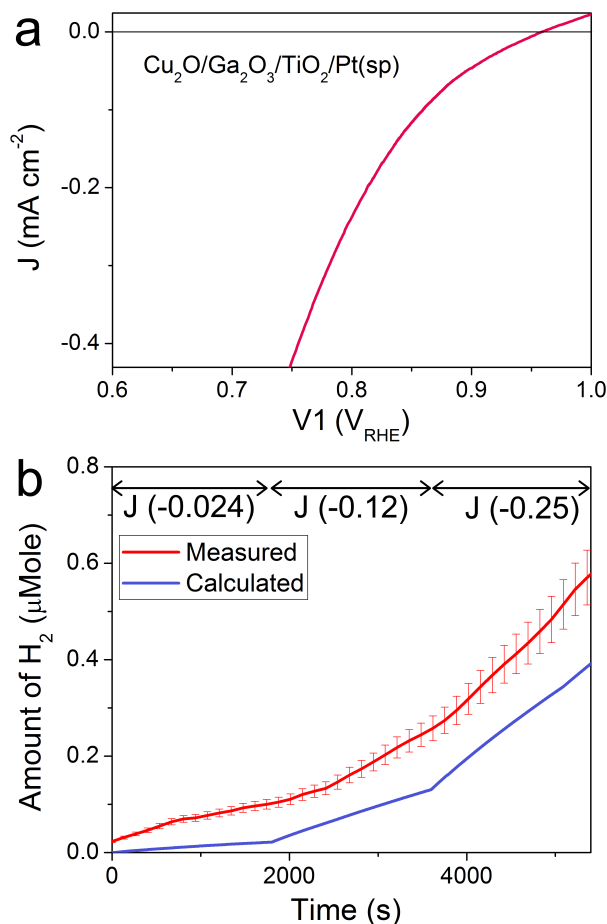 a
0.0
-0.2
-0.4
J (mA cm⁻²)
Cu₂O/Ga₂O₃/TiO₂/Pt(sp)
0.6 0.7 0.8 0.9 1.0
V1 (V_RHE)
b
0.8
0.6
0.4
0.2
0.0
Amount of H₂ (μMole)
J (-0.024) J (-0.12) J (-0.25)
Measured
Calculated
0 2000 4000
Time (s)